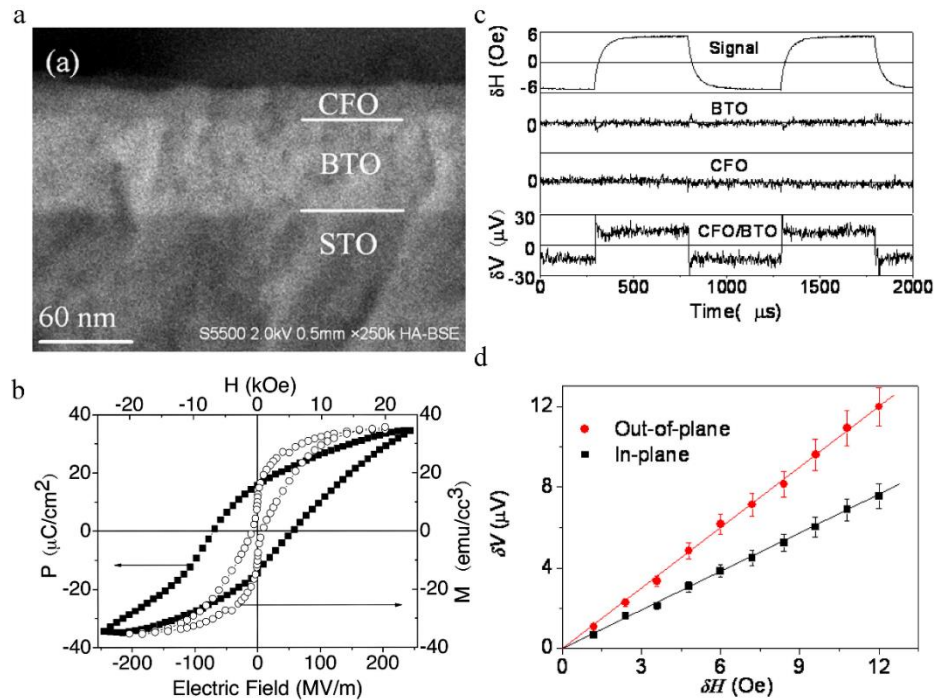 a
(a)
CFO
BTO
STO
60 nm
S5500 2.0kV 0.5mm ×250k HA-BSE
b
H (kOe)
-20 -10 0 10 20
P (μC/cm²)
40
20
0
-20
-40
M (emu/cc³)
40
20
0
-20
-40
-200 -100 0 100 200
Electric Field (MV/m)
c
δH (Oe)
6
0
-6
Signal
0
BTO
0
CFO
δV (μV)
30
0
-30
CFO/BTO
0 500 1000 1500 2000
Time( μs)
d
δV (μV)
12
8
4
0
Out-of-plane
In-plane
0 3 6 9 12
δH (Oe)